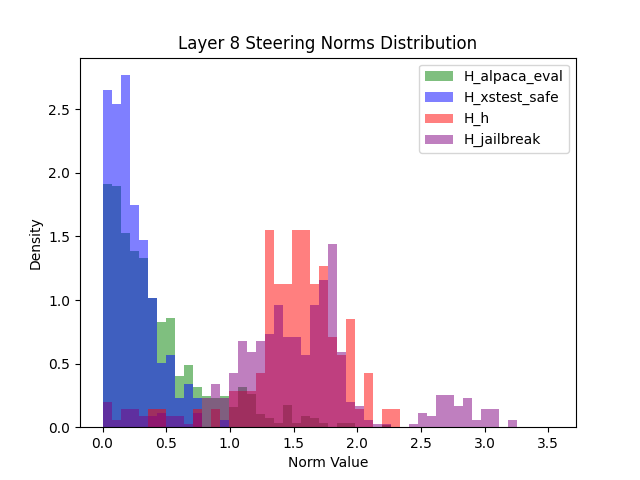 Layer 8 Steering Norms Distribution
H_alpaca_eval
H_xstest_safe
H_h
H_jailbreak
Density
2.5
2.0
1.5
1.0
0.5
0.0
0.0 0.5 1.0 1.5 2.0 2.5 3.0 3.5
Norm Value